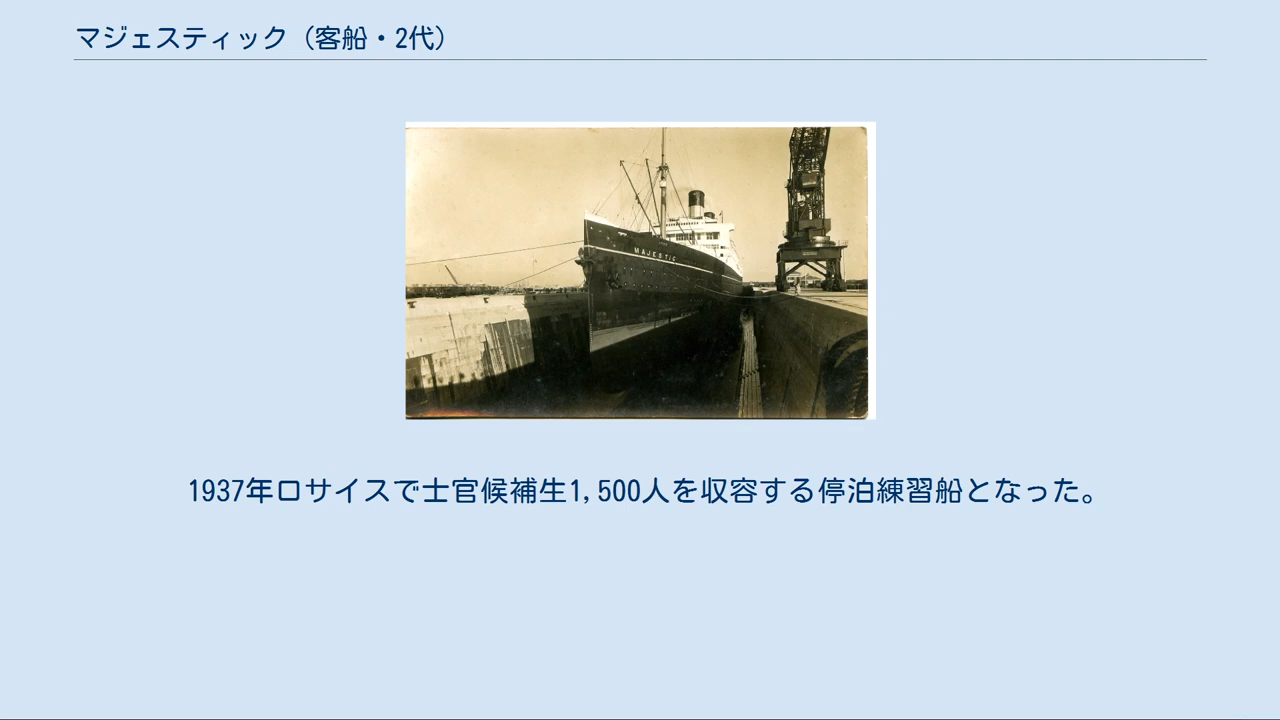 マジェスティック（客船・2代）
MAJESTIC
1937年ロサイスで士官候補生1,500人を収容する停泊練習船となった。